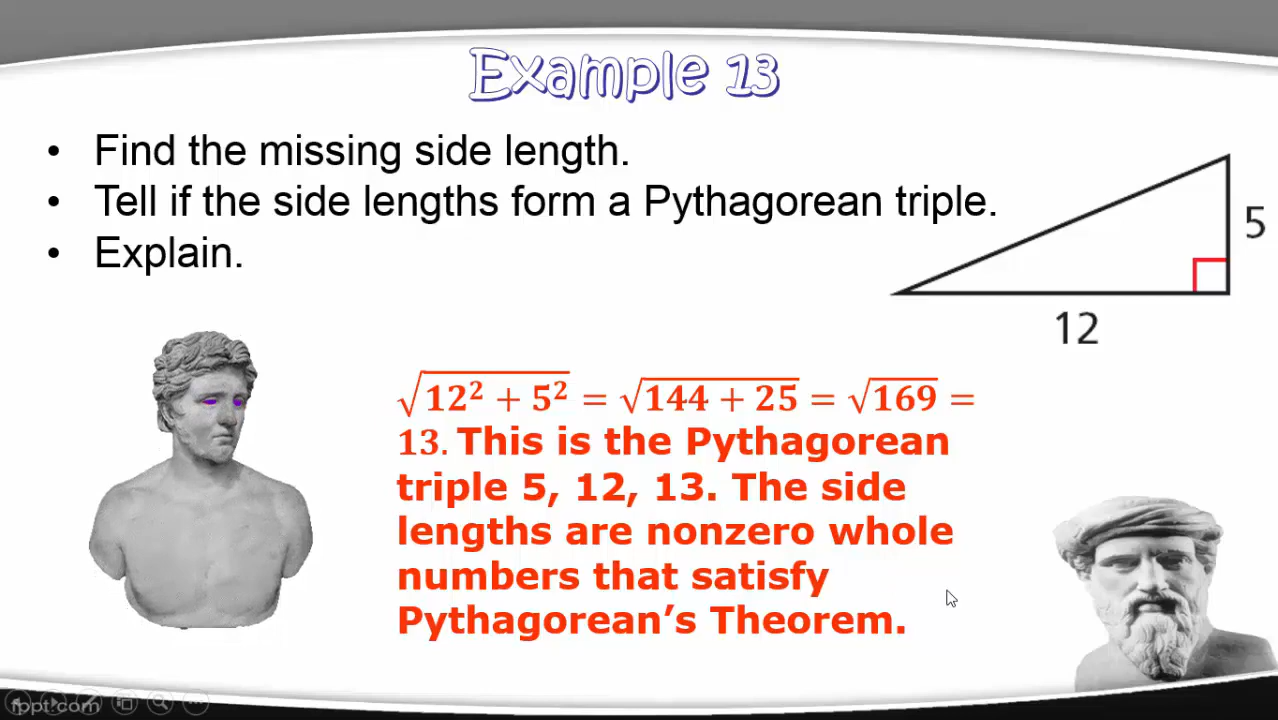 Example 13
• Find the missing side length.
• Tell if the side lengths form a Pythagorean triple.
• Explain.
5
12
√(12² + 5²) = √(144 + 25) = √169 =
13. This is the Pythagorean
triple 5, 12, 13. The side
lengths are nonzero whole
numbers that satisfy
Pythagorean’s Theorem.
fppt.com